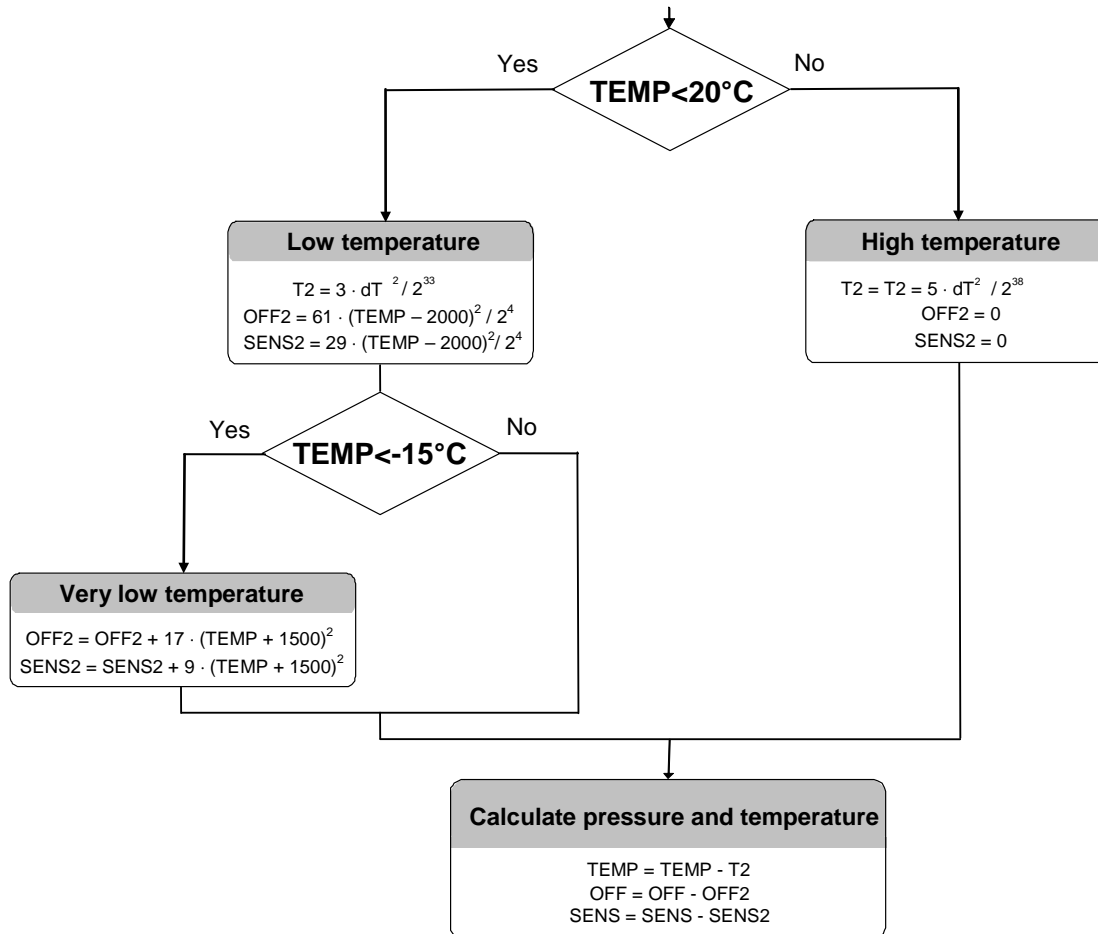 Yes
No
TEMP<20°C
Low temperature
T2 = 3 · dT ² / 2³³
OFF2 = 61 · (TEMP – 2000)² / 2⁴
SENS2 = 29 · (TEMP – 2000)²/ 2⁴
High temperature
T2 = T2 = 5 · dT² / 2³⁸
OFF2 = 0
SENS2 = 0
Yes
No
TEMP<-15°C
Very low temperature
OFF2 = OFF2 + 17 · (TEMP + 1500)²
SENS2 = SENS2 + 9 · (TEMP + 1500)²
Calculate pressure and temperature
TEMP = TEMP - T2
OFF = OFF - OFF2
SENS = SENS - SENS2